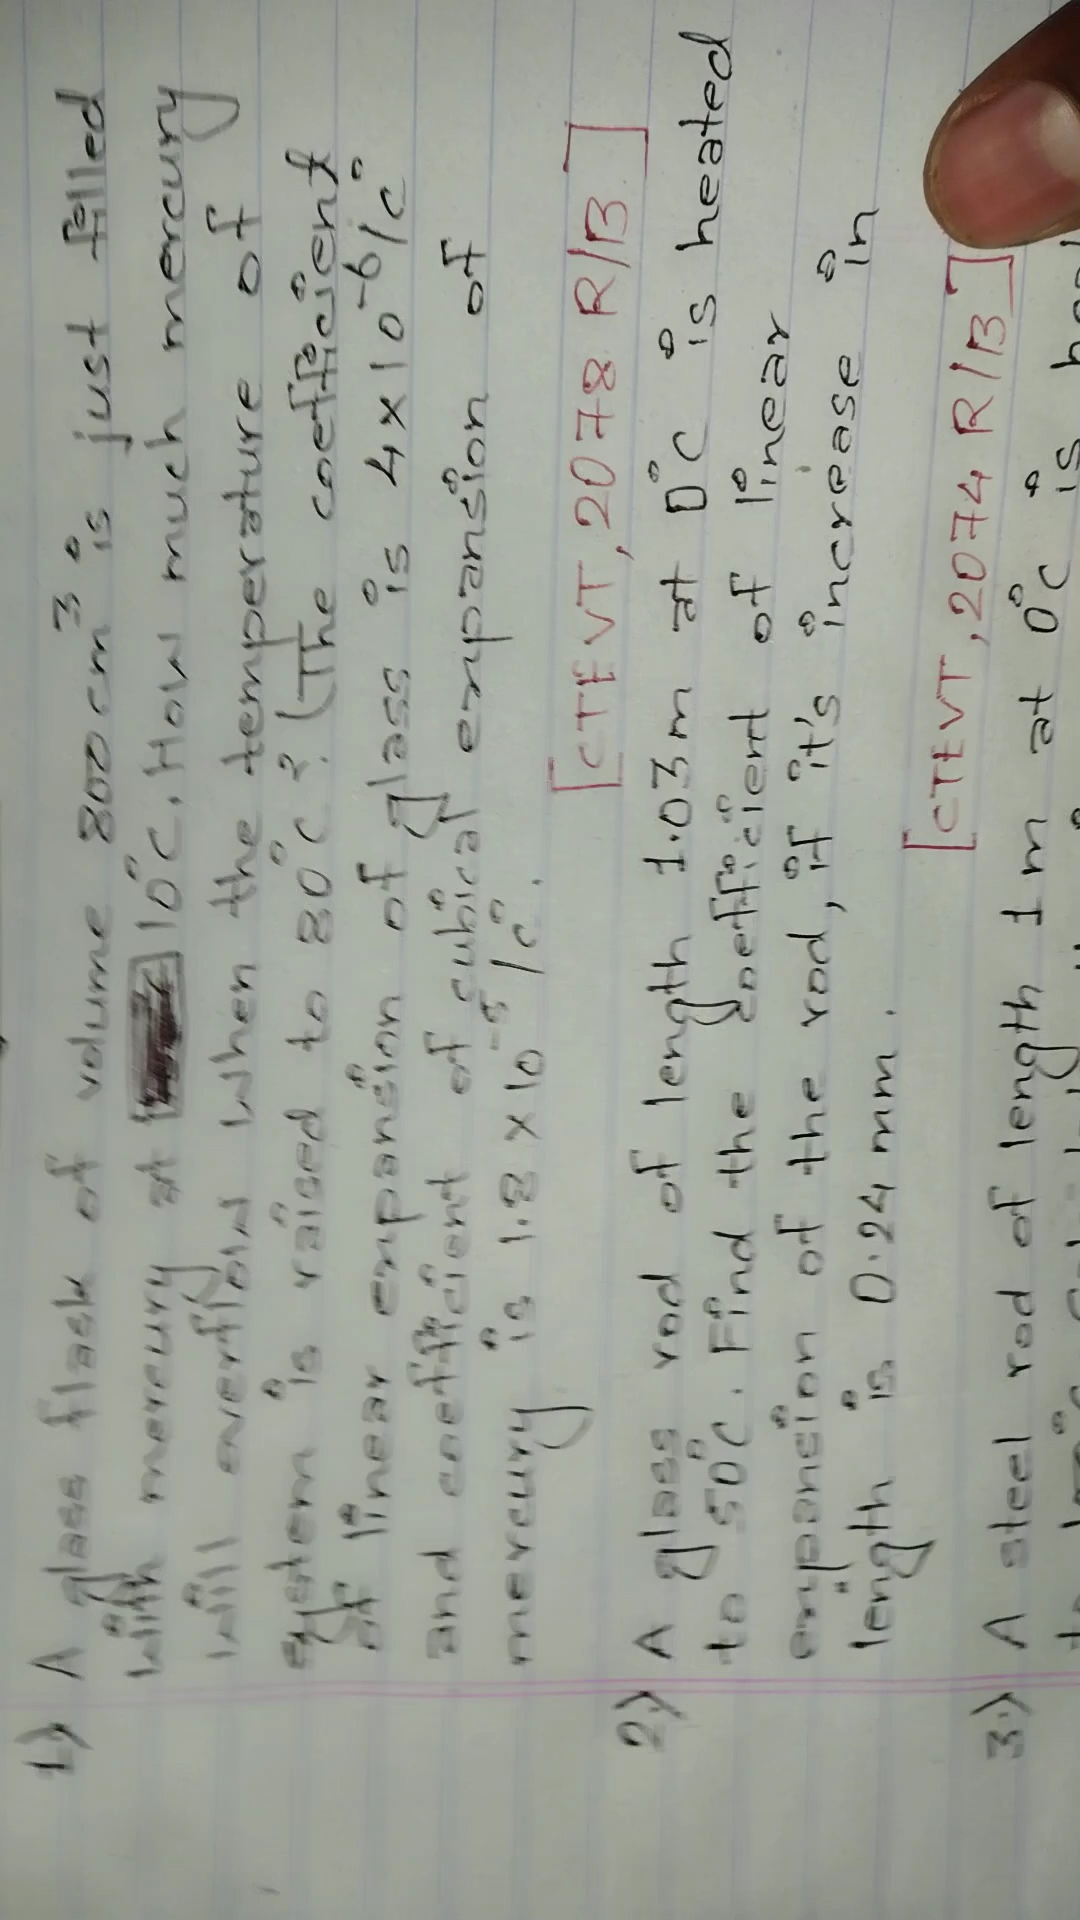 1) A glass flask of volume 800cm³ is just filled
with mercury at 10°C. How much mercury
will overflow when the temperature of
system is raised to 80°C? (The coefficient
of linear expansion of glass is 4×10⁻⁶/c°
and coefficient of cubical expansion of
mercury is 1.8 × 10⁻⁵/c°.
[CTEVT, 2078 R/B]
2) A glass rod of length 1.03m at 0°C is heated
to 50°C. Find the coefficient of linear
expansion of the rod, if it's increase in
length is 0.24 mm.
[CTEVT, 2074 R/B]
3) A steel rod of length 1m at 0°C is